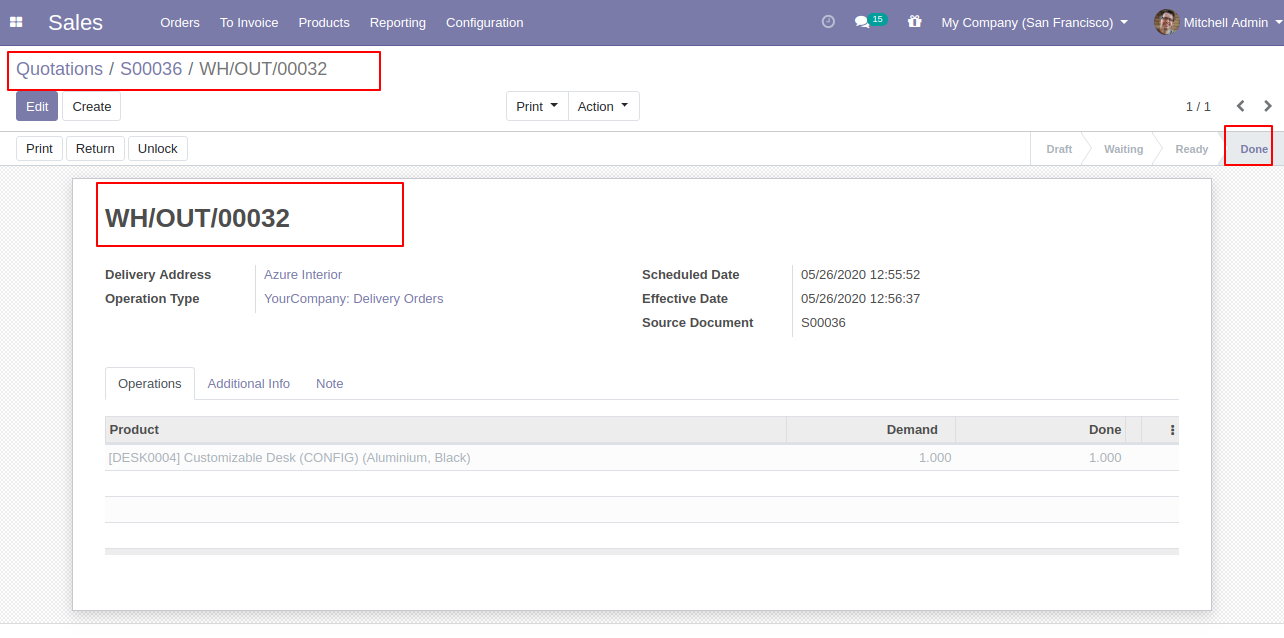 Sales Orders To Invoice Products Reporting Configuration 15 My Company (San Francisco) Mitchell Admin
Quotations / S00036 / WH/OUT/00032
Edit Create Print Action 1 / 1
Print Return Unlock Draft Waiting Ready Done
WH/OUT/00032
Delivery Address Azure Interior Scheduled Date 05/26/2020 12:55:52
Operation Type YourCompany: Delivery Orders Effective Date 05/26/2020 12:56:37
Source Document S00036
Operations Additional Info Note
Product Demand Done
[DESK0004] Customizable Desk (CONFIG) (Aluminium, Black) 1.000 1.000